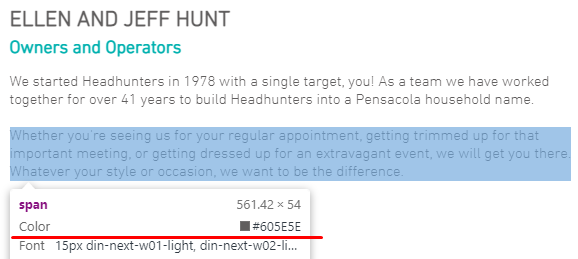 ELLEN AND JEFF HUNT
Owners and Operators
We started Headhunters in 1978 with a single target, you! As a team we have worked
together for over 41 years to build Headhunters into a Pensacola household name.
Whether you're seeing us for your regular appointment, getting trimmed up for that
important meeting, or getting dressed up for an extravagant event, we will get you there.
Whatever your style or occasion, we want to be the difference.
span 561.42 × 54
Color #605E5E
Font 15px din-next-w01-light, din-next-w02-li...